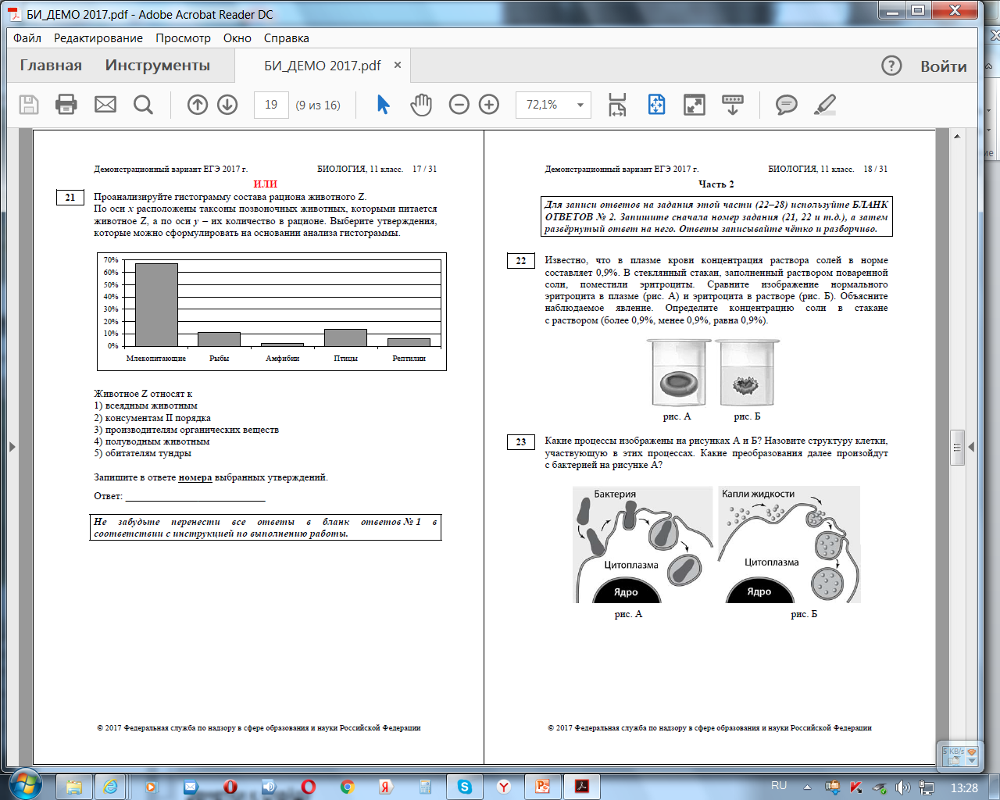 БИ_ДЕМО 2017.pdf - Adobe Acrobat Reader DC
Файл Редактирование Просмотр Окно Справка
Главная Инструменты БИ_ДЕМО 2017.pdf × ? Войти
19 (9 из 16) 72,1%
Демонстрационный вариант ЕГЭ 2017 г. БИОЛОГИЯ, 11 класс. 17 / 31
ИЛИ
21 Проанализируйте гистограмму состава рациона животного Z.
По оси x расположены таксоны позвоночных животных, которыми питается
животное Z, а по оси y – их количество в рационе. Выберите утверждения,
которые можно сформулировать на основании анализа гистограммы.
70%
60%
50%
40%
30%
20%
10%
0%
Млекопитающие Рыбы Амфибии Птицы Рептилии
Животное Z относят к
1) всеядным животным
2) консументам II порядка
3) производителям органических веществ
4) полуводным животным
5) обитателям тундры
Запишите в ответе номера выбранных утверждений.
Ответ: ____________________________
Не забудьте перенести все ответы в бланк ответов № 1 в
соответствии с инструкцией по выполнению работы.
© 2017 Федеральная служба по надзору в сфере образования и науки Российской Федерации
Демонстрационный вариант ЕГЭ 2017 г. БИОЛОГИЯ, 11 класс. 18 / 31
Часть 2
Для записи ответов на задания этой части (22–28) используйте БЛАНК
ОТВЕТОВ № 2. Запишите сначала номер задания (21, 22 и т.д.), а затем
развёрнутый ответ на него. Ответы записывайте чётко и разборчиво.
22 Известно, что в плазме крови концентрация раствора солей в норме
составляет 0,9%. В стеклянный стакан, заполненный раствором поваренной
соли, поместили эритроциты. Сравните изображение нормального
эритроцита в плазме (рис. А) и эритроцита в растворе (рис. Б). Объясните
наблюдаемое явление. Определите концентрацию соли в стакане
с раствором (более 0,9%, менее 0,9%, равна 0,9%).
рис. А рис. Б
23 Какие процессы изображены на рисунках А и Б? Назовите структуру клетки,
участвующую в этих процессах. Какие преобразования далее произойдут
с бактерией на рисунке А?
Бактерия
Цитоплазма
Ядро
Капли жидкости
Цитоплазма
Ядро
рис. А рис. Б
© 2017 Федеральная служба по надзору в сфере образования и науки Российской Федерации
5 KB/s
RU 13:28